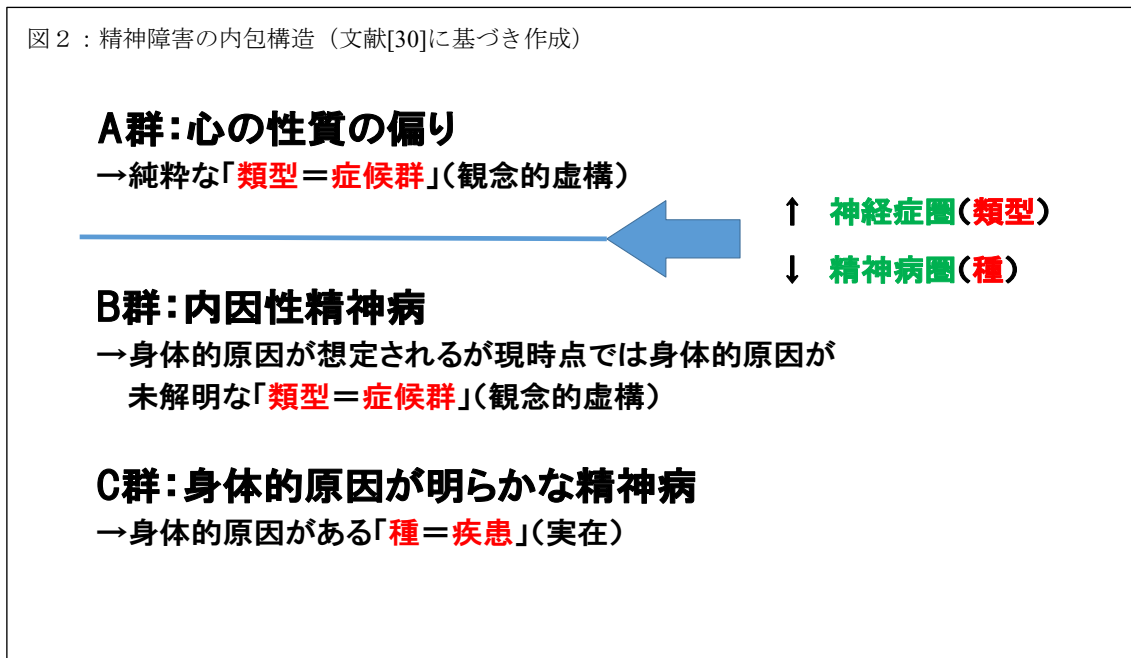 図２：精神障害の内包構造（文献[30]に基づき作成）
A群：心の性質の偏り
→純粋な「類型＝症候群」（観念的虚構）
↑ 神経症圏（類型）
↓ 精神病圏（種）
B群：内因性精神病
→身体的原因が想定されるが現時点では身体的原因が
未解明な「類型＝症候群」（観念的虚構）
C群：身体的原因が明らかな精神病
→身体的原因がある「種＝疾患」（実在）